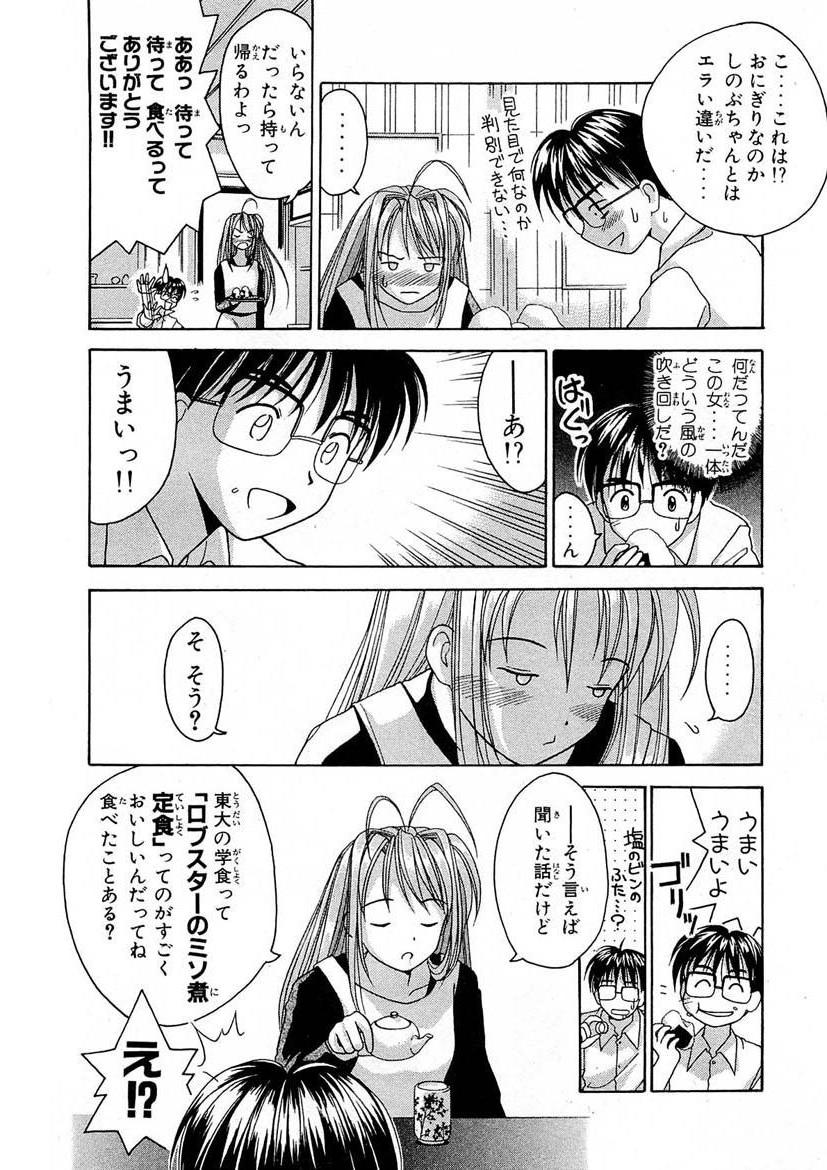 こ‥‥これは!?
おにぎりなのか
しのぶちゃんとは
エラい違いだ‥‥
見た目で何なのか
判別できない…
‥‥‥
いらないん
だったら持って
帰るわよっ
ああっ 待って
待って 食べるって
ありがとう
ございます!!
何だってんだ
この女‥‥一体
どういう風の
吹き回しだ?
はぐっ
‥‥ん
──あ!?
うまいっ!!
‥‥‥
そ そう?
うまい
うまいよ
ゴリッ
塩のビンの
ふた…?
──そう言えば
聞いた話だけど
東大の学食って
「ロブスターのミソ煮
定食」ってのがすごく
おいしいんだってね
食べたことある?
え!?